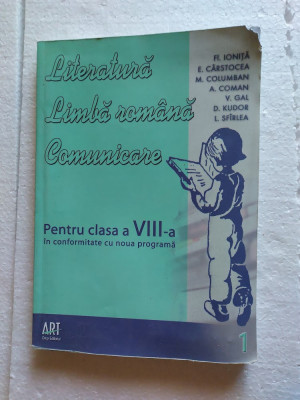 Literatură
Limbă română
Comunicare
FL. IONIȚĂ
E. CÂRSTOCEA
M. COLUMBAN
A. COMAN
V. GAL
D. KUDOR
L. SFÎRLEA
Pentru clasa a VIII-a
în conformitate cu noua programă
ART
1